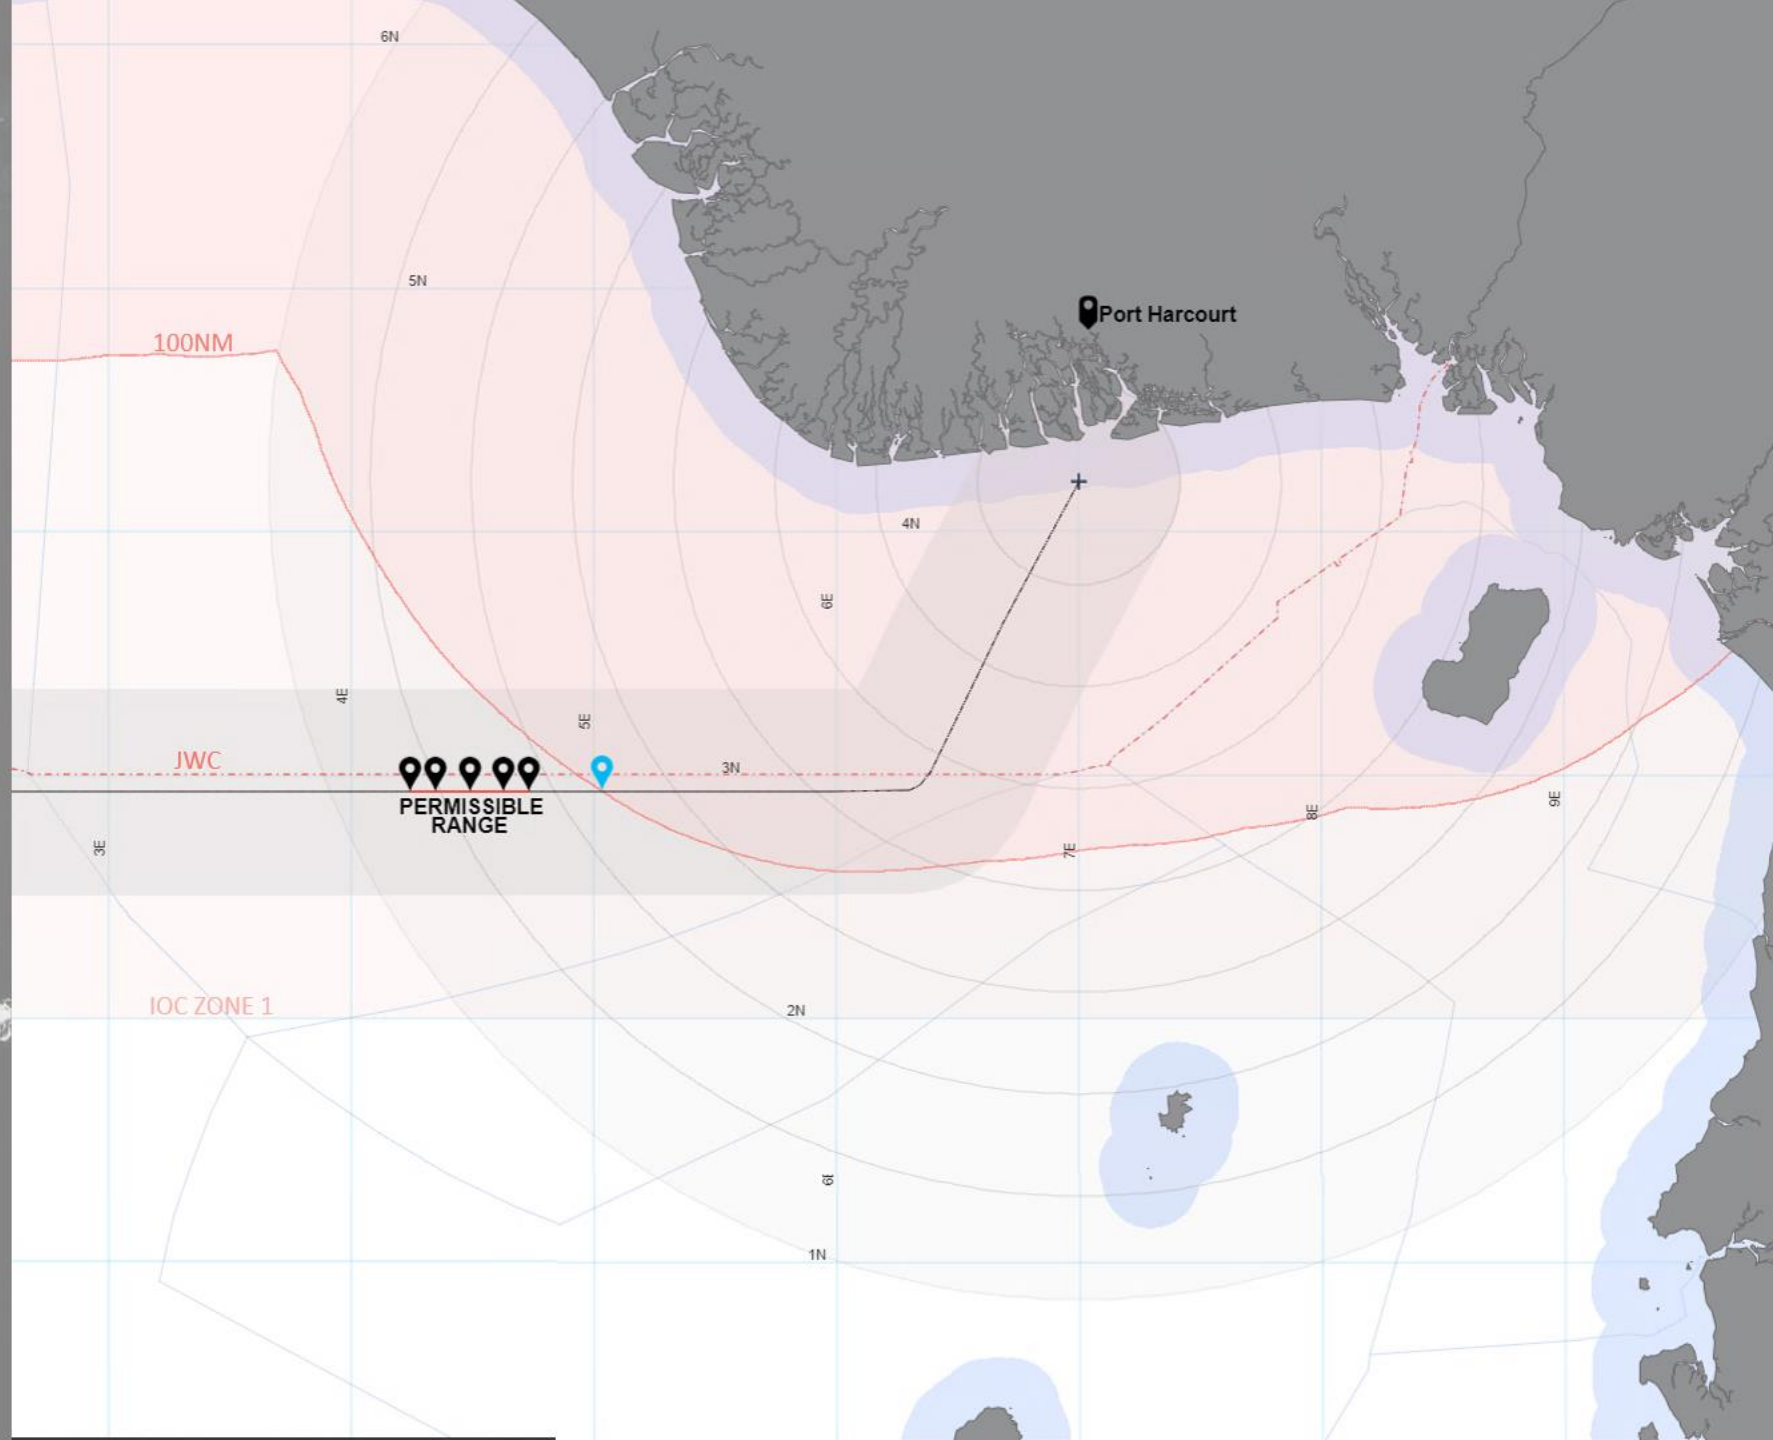 6N
5N
Port Harcourt
100NM
4N
6E
4E
5E
JWC
3N
PERMISSIBLE
RANGE
3E
7E
8E
9E
IOC ZONE 1
2N
6E
1N